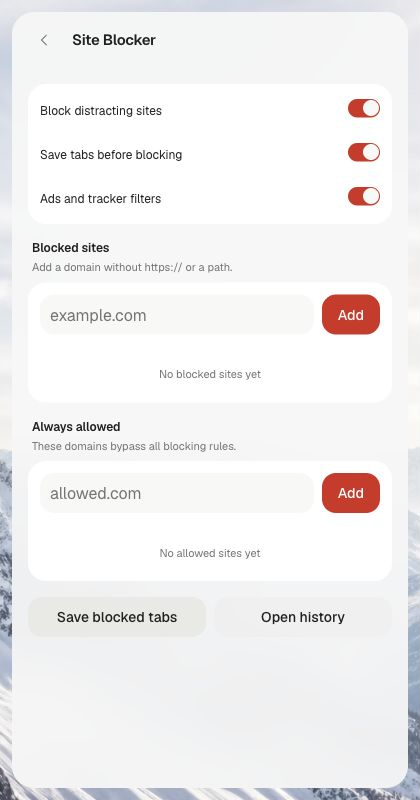 Site Blocker
Block distracting sites
Save tabs before blocking
Ads and tracker filters
Blocked sites
Add a domain without https:// or a path.
example.com
Add
No blocked sites yet
Always allowed
These domains bypass all blocking rules.
allowed.com
Add
No allowed sites yet
Save blocked tabs
Open history